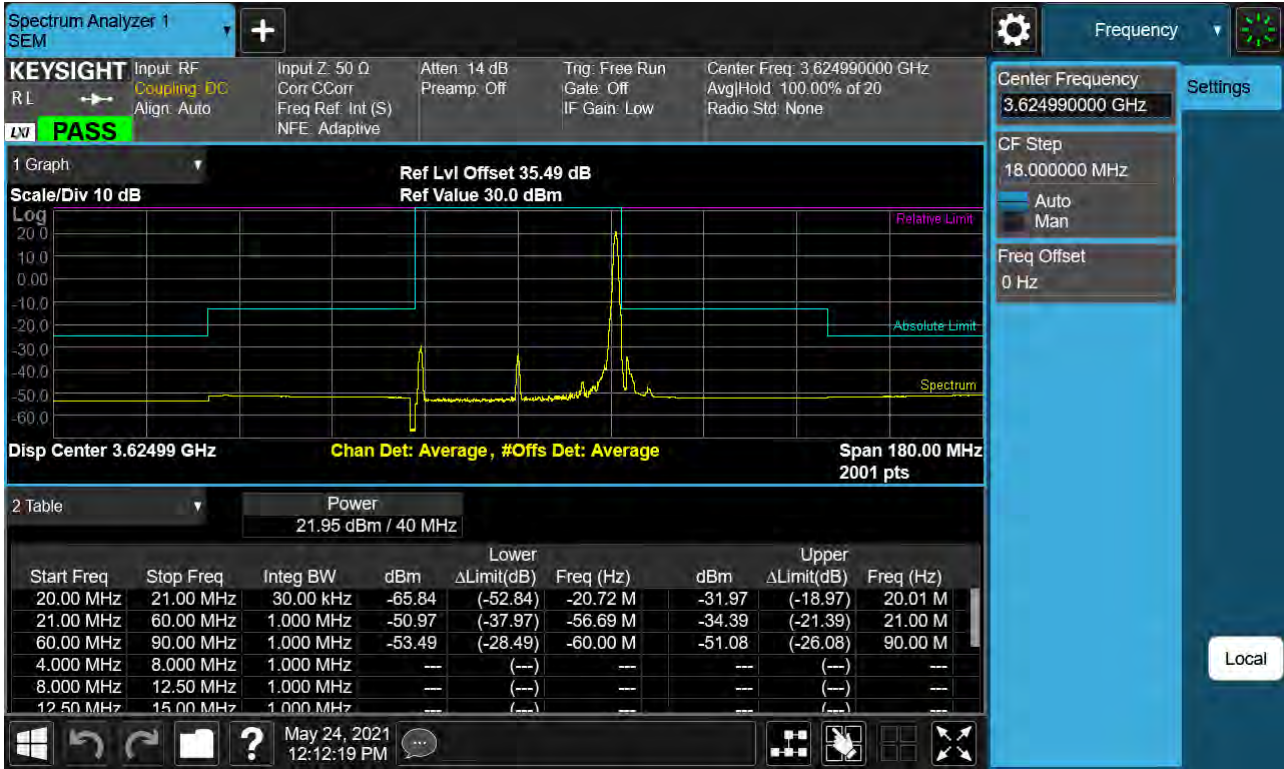 Spectrum Analyzer 1
SEM
Frequency
KEYSIGHT
Input: RF
Input Z: 50 Ω
Atten: 14 dB
Trig: Free Run
Center Freq: 3.624990000 GHz
Coupling: DC
Corr CCorr
Preamp: Off
Gate: Off
Avg|Hold: 100.00% of 20
RL
Align: Auto
Freq Ref: Int (S)
IF Gain: Low
Radio Std: None
NFE: Adaptive
LXI PASS
Center Frequency
3.624990000 GHz
Settings
CF Step
18.000000 MHz
Auto
Man
Freq Offset
0 Hz
1 Graph
Ref Lvl Offset 35.49 dB
Scale/Div 10 dB
Ref Value 30.0 dBm
Log
Relative Limit
20.0
10.0
0.00
-10.0
-20.0
Absolute Limit
-30.0
-40.0
-50.0
Spectrum
-60.0
Disp Center 3.62499 GHz
Chan Det: Average , #Offs Det: Average
Span 180.00 MHz
2001 pts
2 Table
Power
21.95 dBm / 40 MHz
Lower Upper
Start Freq Stop Freq Integ BW dBm ΔLimit(dB) Freq (Hz) dBm ΔLimit(dB) Freq (Hz)
20.00 MHz 21.00 MHz 30.00 kHz -65.84 (-52.84) -20.72 M -31.97 (-18.97) 20.01 M
21.00 MHz 60.00 MHz 1.000 MHz -50.97 (-37.97) -56.69 M -34.39 (-21.39) 21.00 M
60.00 MHz 90.00 MHz 1.000 MHz -53.49 (-28.49) -60.00 M -51.08 (-26.08) 90.00 M
4.000 MHz 8.000 MHz 1.000 MHz --- (---) --- --- (---) ---
8.000 MHz 12.50 MHz 1.000 MHz --- (---) --- --- (---) ---
12.50 MHz 15.00 MHz 1.000 MHz --- (---) --- --- (---) ---
Local
?
May 24, 2021
12:12:19 PM